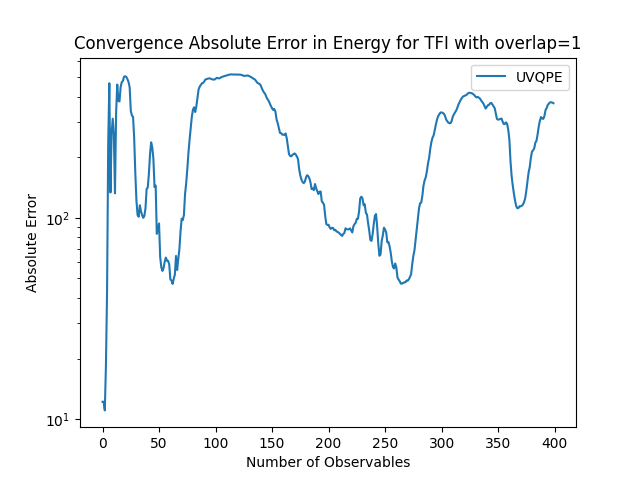 Convergence Absolute Error in Energy for TFI with overlap=1
UVQPE
Absolute Error
10²
10¹
0 50 100 150 200 250 300 350 400
Number of Observables